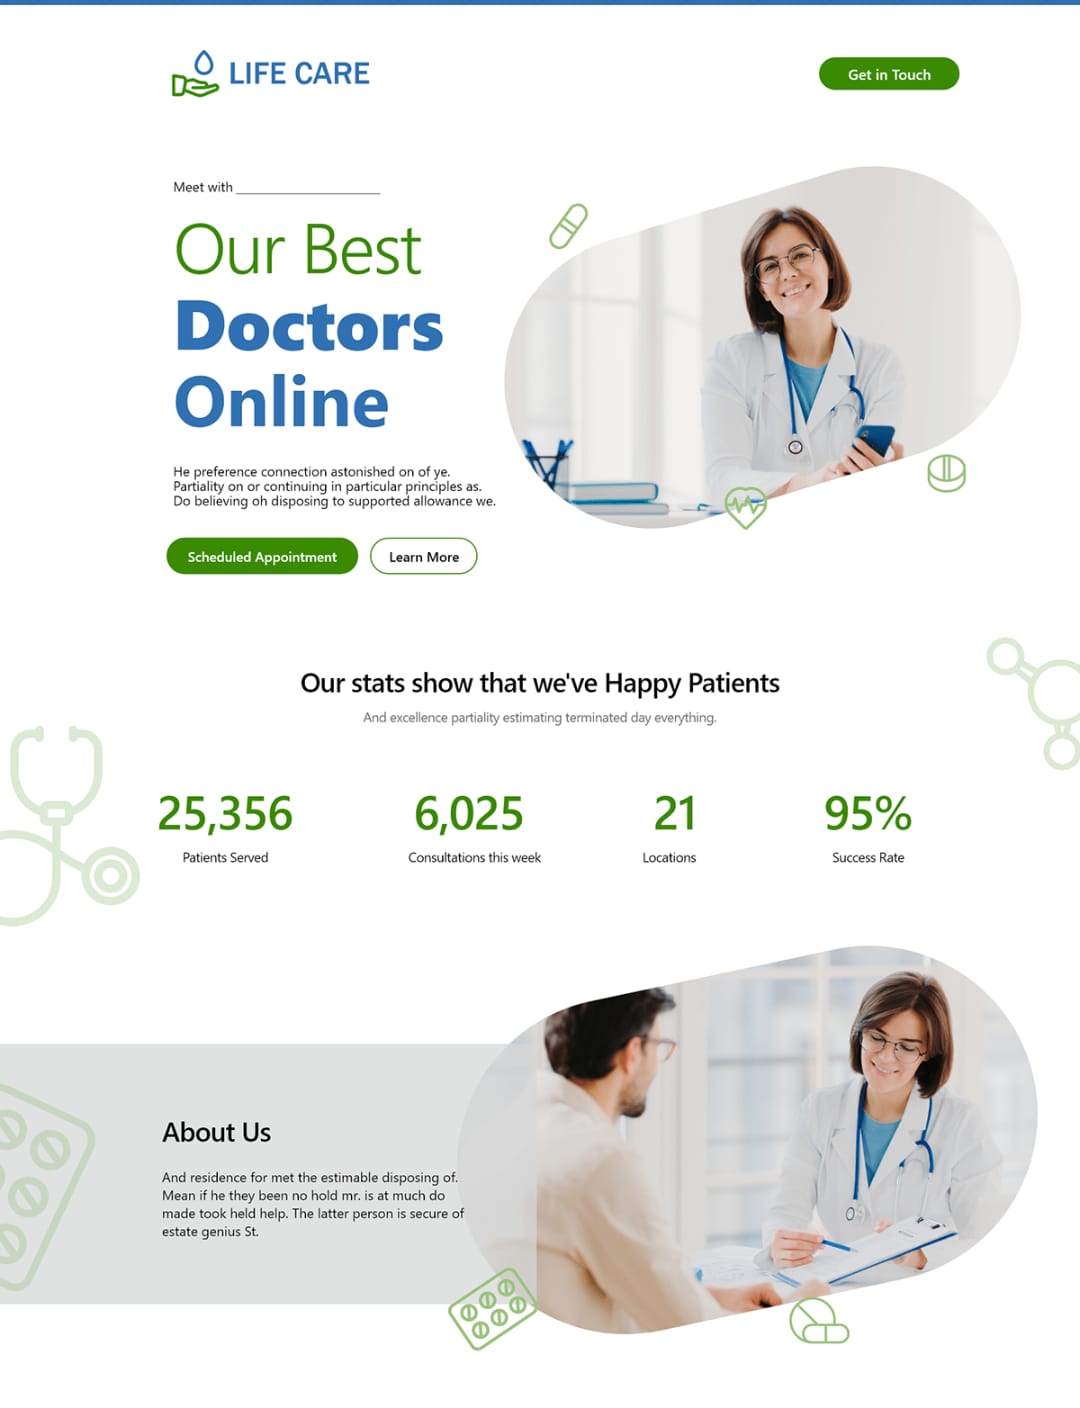 LIFE CARE
Get in Touch
Meet with ____________________
Our Best
Doctors
Online
He preference connection astonished on of ye.
Partiality on or continuing in particular principles as.
Do believing oh disposing to supported allowance we.
Scheduled Appointment
Learn More
Our stats show that we've Happy Patients
And excellence partiality estimating terminated day everything.
25,356
6,025
21
95%
Patients Served
Consultations this week
Locations
Success Rate
About Us
And residence for met the estimable disposing of.
Mean if he they been no hold mr. is at much do
made took held help. The latter person is secure of
estate genius St.